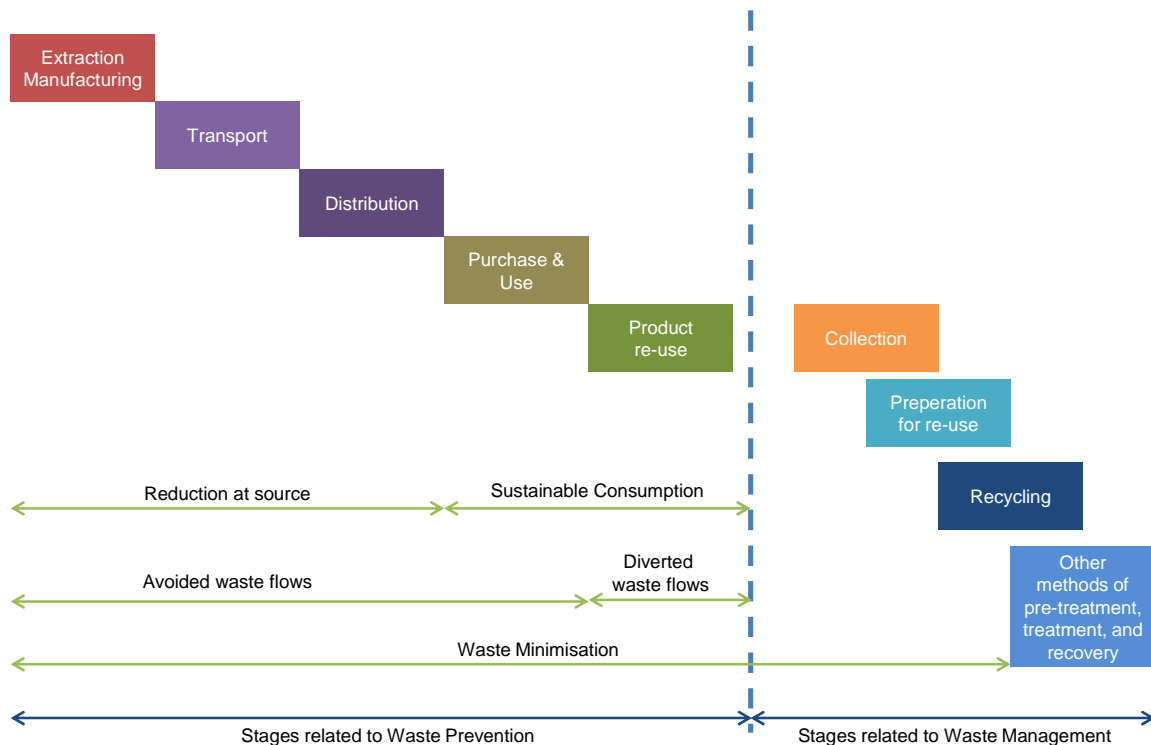 Extraction
Manufacturing
Transport
Distribution
Purchase &
Use
Product
re-use
Collection
Preperation
for re-use
Recycling
Other
methods of
pre-treatment,
treatment, and
recovery
Reduction at source
Sustainable Consumption
Avoided waste flows
Diverted
waste flows
Waste Minimisation
Stages related to Waste Prevention
Stages related to Waste Management